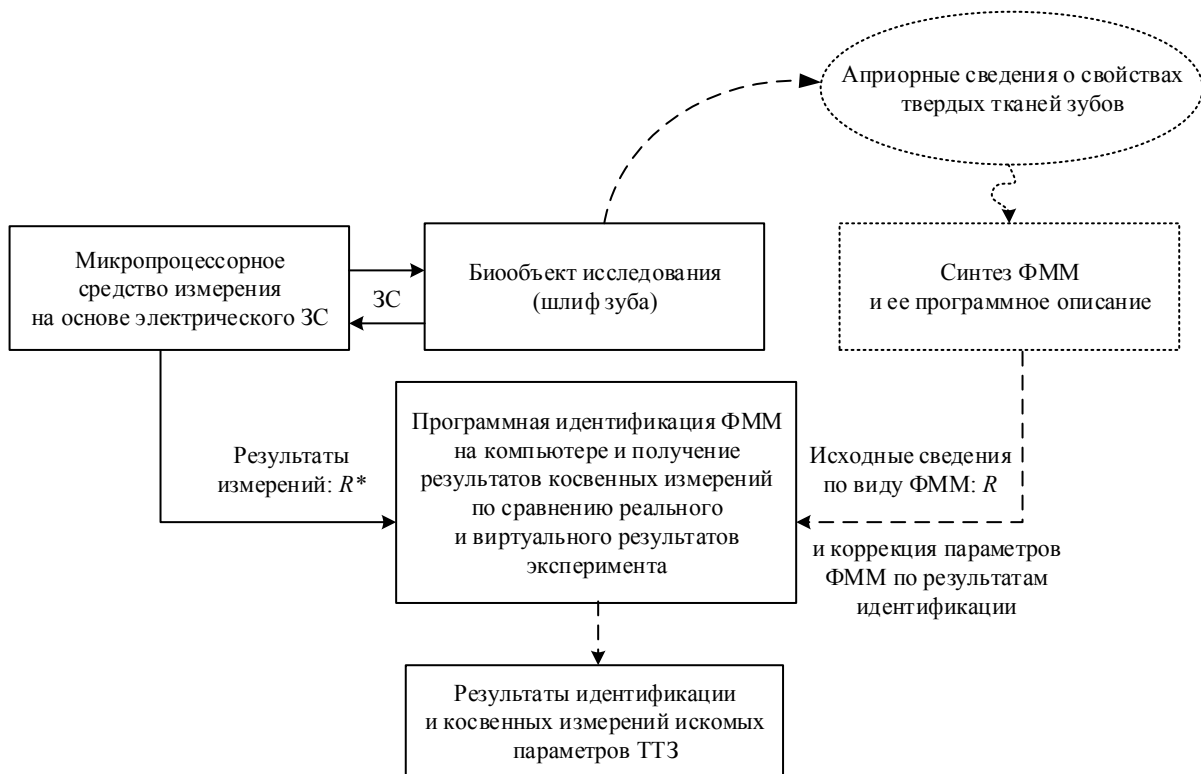 Априорные сведения о свойствах
твердых тканей зубов
Микропроцессорное
средство измерения
на основе электрического ЗС
ЗС
Биообъект исследования
(шлиф зуба)
Синтез ФММ
и ее программное описание
Результаты
измерений: R*
Программная идентификация ФММ
на компьютере и получение
результатов косвенных измерений
по сравнению реального
и виртуального результатов
эксперимента
Исходные сведения
по виду ФММ: R
и коррекция параметров
ФММ по результатам
идентификации
Результаты идентификации
и косвенных измерений искомых
параметров ТТЗ